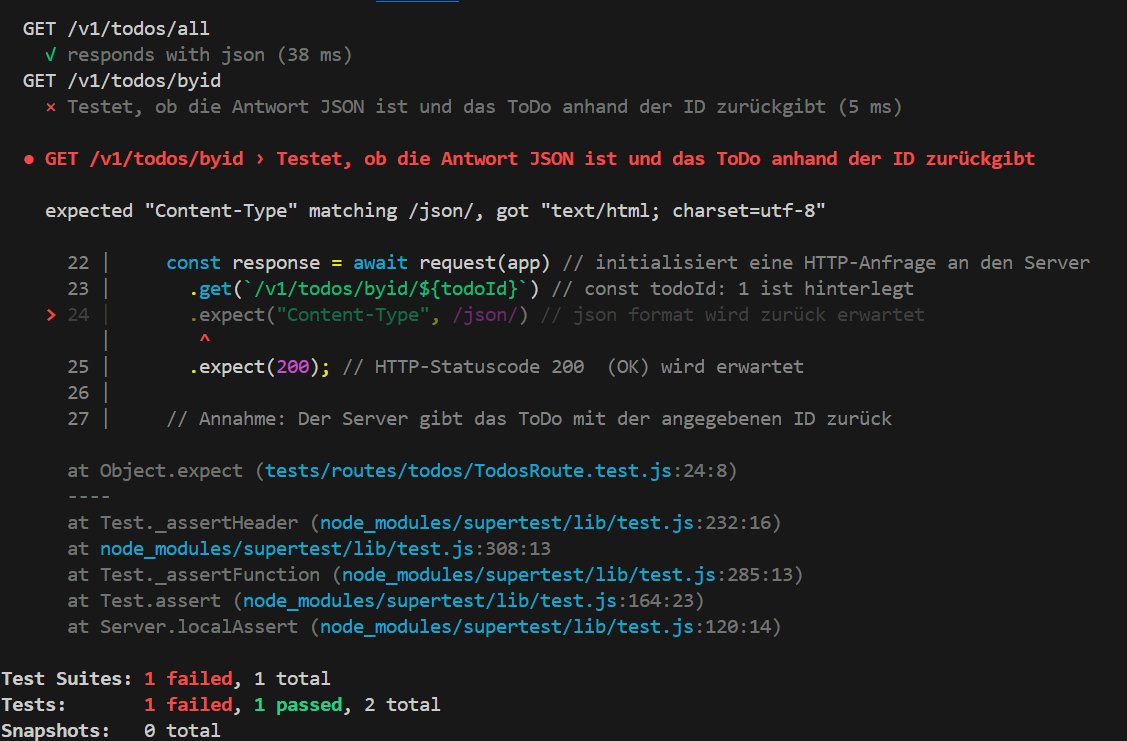 GET /v1/todos/all
√ responds with json (38 ms)
GET /v1/todos/byid
× Testet, ob die Antwort JSON ist und das ToDo anhand der ID zurückgibt (5 ms)
● GET /v1/todos/byid › Testet, ob die Antwort JSON ist und das ToDo anhand der ID zurückgibt
expected "Content-Type" matching /json/, got "text/html; charset=utf-8"
22 | const response = await request(app) // initialisiert eine HTTP-Anfrage an den Server
23 | .get(`/v1/todos/byid/${todoId}`) // const todoId: 1 ist hinterlegt
> 24 | .expect("Content-Type", /json/) // json format wird zurück erwartet
| ^
25 | .expect(200); // HTTP-Statuscode 200  (OK) wird erwartet
26 |
27 | // Annahme: Der Server gibt das ToDo mit der angegebenen ID zurück
at Object.expect (tests/routes/todos/TodosRoute.test.js:24:8)
----
at Test._assertHeader (node_modules/supertest/lib/test.js:232:16)
at node_modules/supertest/lib/test.js:308:13
at Test._assertFunction (node_modules/supertest/lib/test.js:285:13)
at Test.assert (node_modules/supertest/lib/test.js:164:23)
at Server.localAssert (node_modules/supertest/lib/test.js:120:14)
Test Suites: 1 failed, 1 total
Tests: 1 failed, 1 passed, 2 total
Snapshots: 0 total